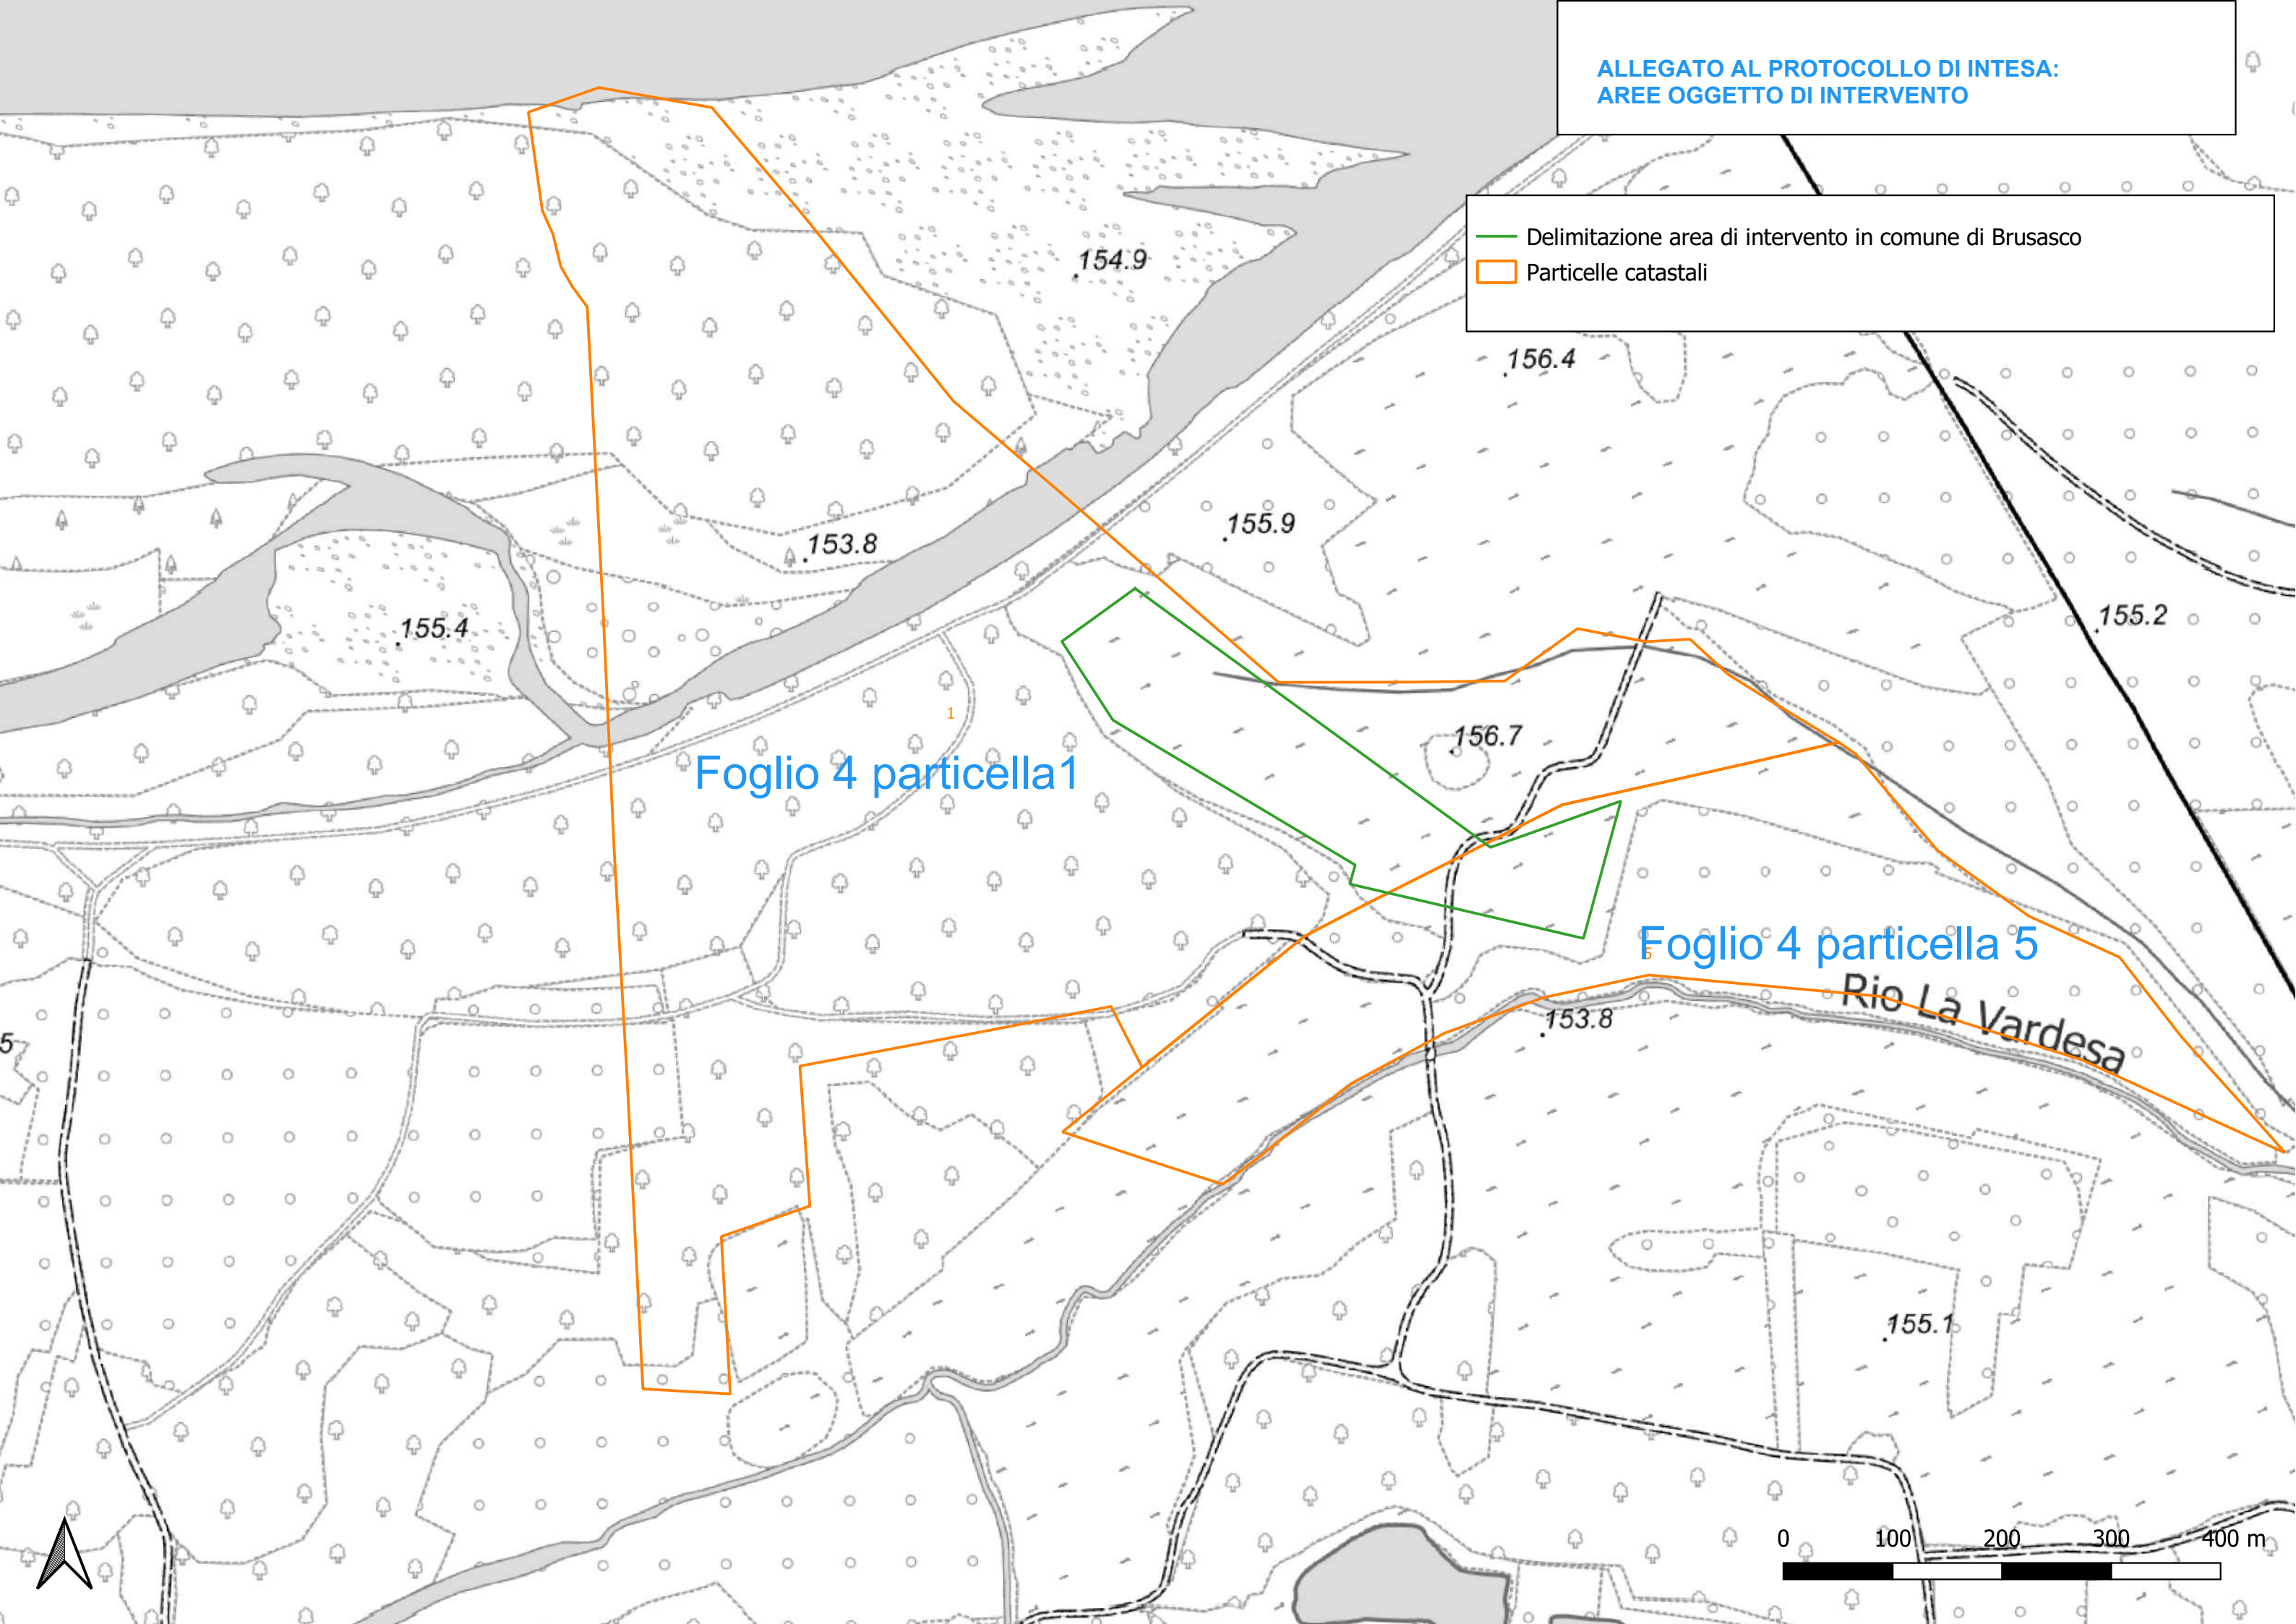 ALLEGATO AL PROTOCOLLO DI INTESA:
AREE OGGETTO DI INTERVENTO
Delimitazione area di intervento in comune di Brusasco
Particelle catastali
154.9
156.4
155.9
153.8
155.4
155.2
1
156.7
Foglio 4 particella1
Foglio 4 particella 5
5
Rio La Vardesa
153.8
5
155.1
0 100 200 300 400 m